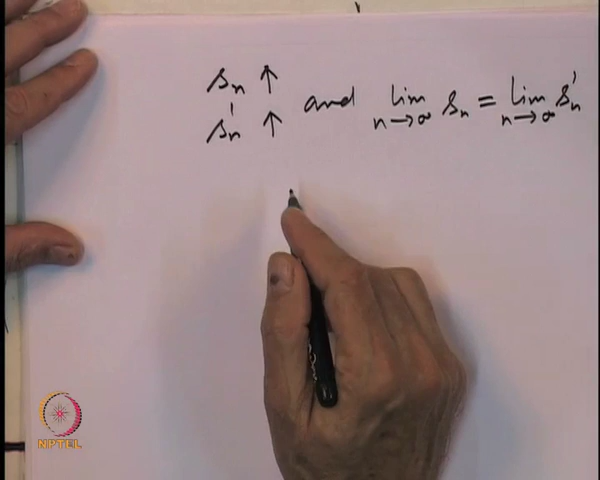 sₙ ↑
s'ₙ ↑ and lim n→∞ sₙ = lim n→∞ s'ₙ
NPTEL